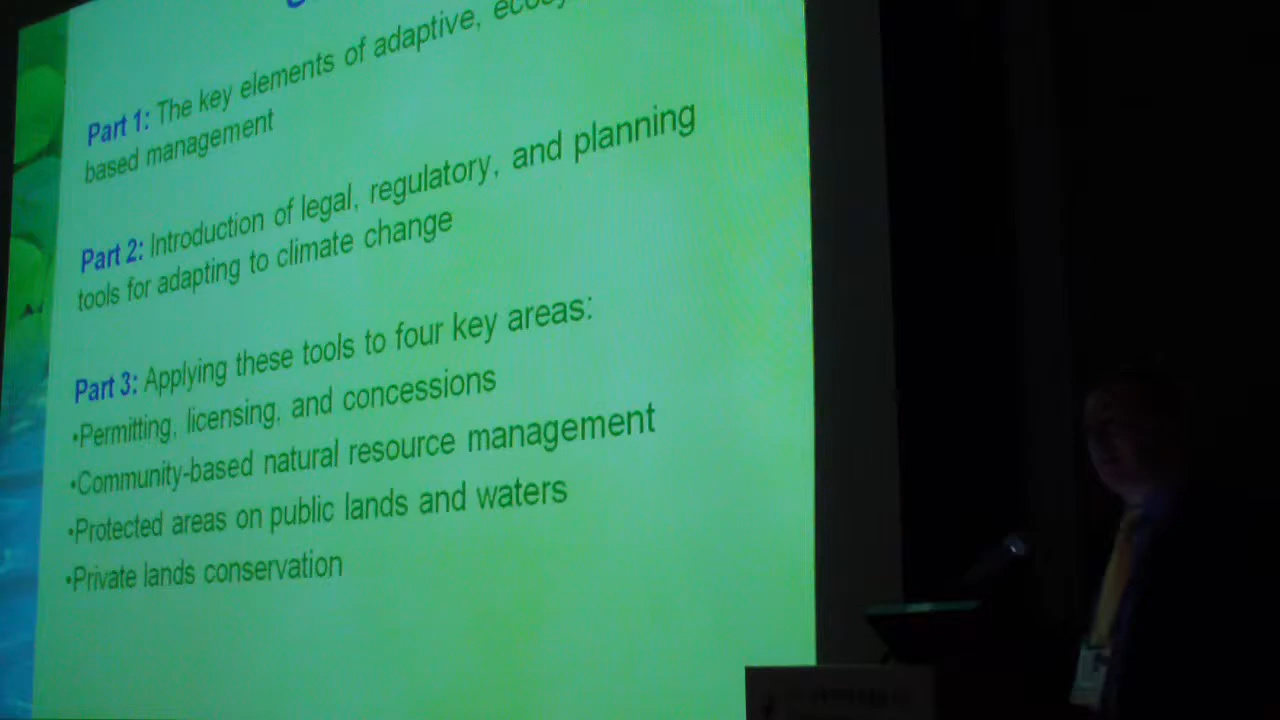 Part 1: The key elements of adaptive,
based management
Part 2: Introduction of legal, regulatory, and planning
tools for adapting to climate change
Part 3: Applying these tools to four key areas:
•Permitting, licensing, and concessions
•Community-based natural resource management
•Protected areas on public lands and waters
•Private lands conservation